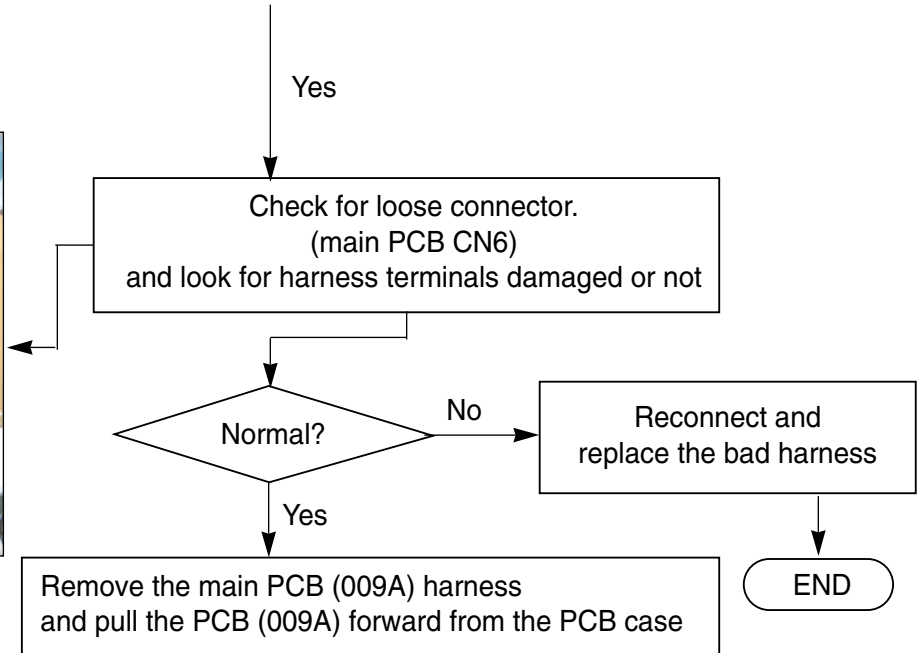 Yes
Check for loose connector.
(main PCB CN6)
and look for harness terminals damaged or not
Normal?
No
Reconnect and
replace the bad harness
Yes
END
Remove the main PCB (009A) harness
and pull the PCB (009A) forward from the PCB case